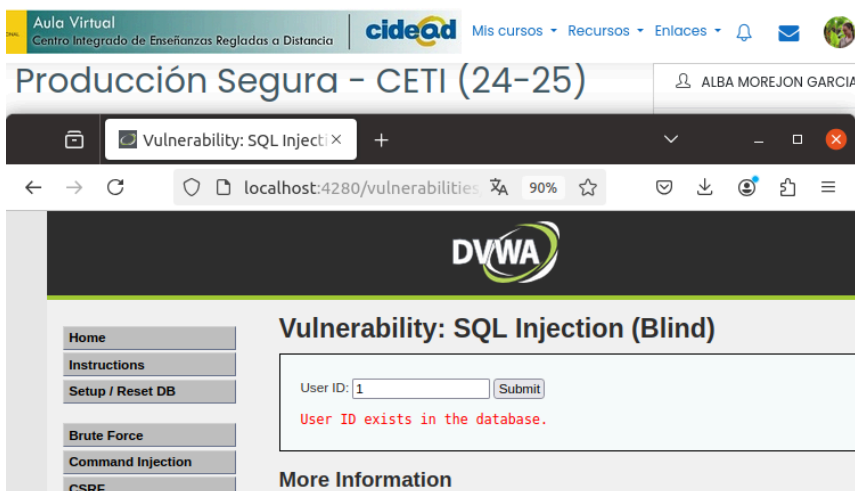 Aula Virtual
Centro Integrado de Enseñanzas Regladas a Distancia
cidead
Mis cursos Recursos Enlaces
Producción Segura - CETI (24-25)
ALBA MOREJON GARCIA
Vulnerability: SQL Injecti
localhost:4280/vulnerabilities
90%
DVWA
Home
Instructions
Setup / Reset DB
Brute Force
Command Injection
CSRF
Vulnerability: SQL Injection (Blind)
User ID: 1 Submit
User ID exists in the database.
More Information